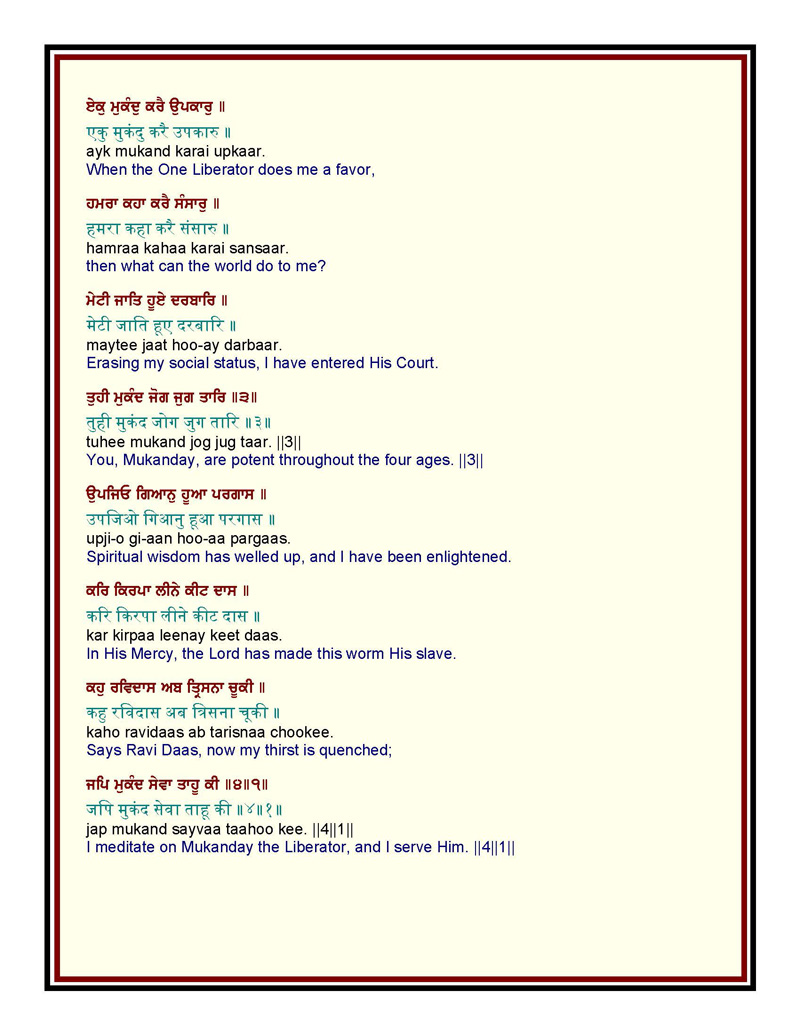 ਏਕੁ ਮੁਕੰਦੁ ਕਰੈ ਉਪਕਾਰੁ ॥
एकु मुकंदु करै उपकारु ॥
ayk mukand karai upkaar.
When the One Liberator does me a favor,
ਹਮਰਾ ਕਹਾ ਕਰੈ ਸੰਸਾਰੁ ॥
हमरा कहा करै संसारु ॥
hamraa kahaa karai sansaar.
then what can the world do to me?
ਮੇਟੀ ਜਾਤਿ ਹੂਏ ਦਰਬਾਰਿ ॥
मेटी जाति हूए दरबारि ॥
maytee jaat hoo-ay darbaar.
Erasing my social status, I have entered His Court.
ਤੁਹੀ ਮੁਕੰਦ ਜੋਗ ਜੁਗ ਤਾਰਿ ॥੩॥
तुही मुकंद जोग जुग तारि ॥३॥
tuhee mukand jog jug taar. ||3||
You, Mukanday, are potent throughout the four ages. ||3||
ਉਪਜਿਓ ਗਿਆਨੁ ਹੂਆ ਪਰਗਾਸ ॥
उपजिओ गिआनु हूआ परगास ॥
upji-o gi-aan hoo-aa pargaas.
Spiritual wisdom has welled up, and I have been enlightened.
ਕਰਿ ਕਿਰਪਾ ਲੀਨੇ ਕੀਟ ਦਾਸ ॥
करि किरपा लीने कीट दास ॥
kar kirpaa leenay keet daas.
In His Mercy, the Lord has made this worm His slave.
ਕਹੁ ਰਵਿਦਾਸ ਅਬ ਤ੍ਰਿਸਨਾ ਚੂਕੀ ॥
कहु रविदास अब त्रिसना चूकी ॥
kaho ravidaas ab tarisnaa chookee.
Says Ravi Daas, now my thirst is quenched;
ਜਪਿ ਮੁਕੰਦ ਸੇਵਾ ਤਾਹੂ ਕੀ ॥੪॥੧॥
जपि मुकंद सेवा ताहू की ॥४॥१॥
jap mukand sayvaa taahoo kee. ||4||1||
I meditate on Mukanday the Liberator, and I serve Him. ||4||1||